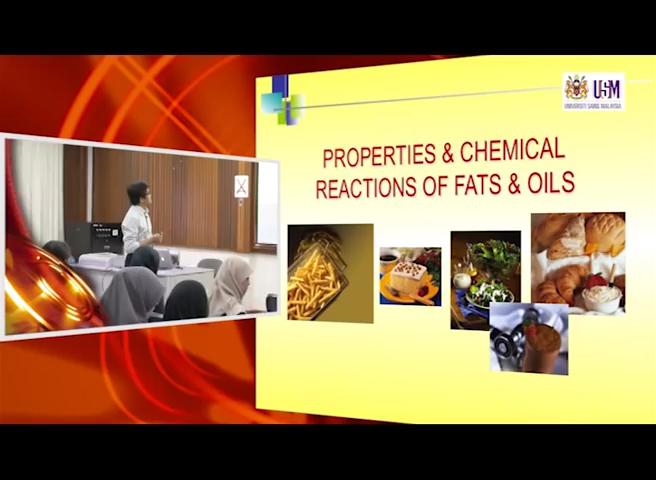 USM
UNIVERSITI SAINS MALAYSIA
PROPERTIES & CHEMICAL
REACTIONS OF FATS & OILS